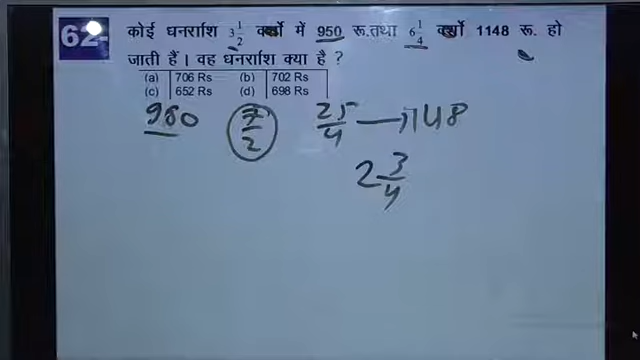 62- कोई धनराशि 3 1/2 वर्षो में 950 रू. तथा 6 1/4 वर्षो 1148 रू. हो
जाती हैं। वह धनराशि क्या है ?
(a) 706 Rs (b) 702 Rs
(c) 652 Rs (d) 698 Rs
950 7/2 25/4 — 1148
2 3/4